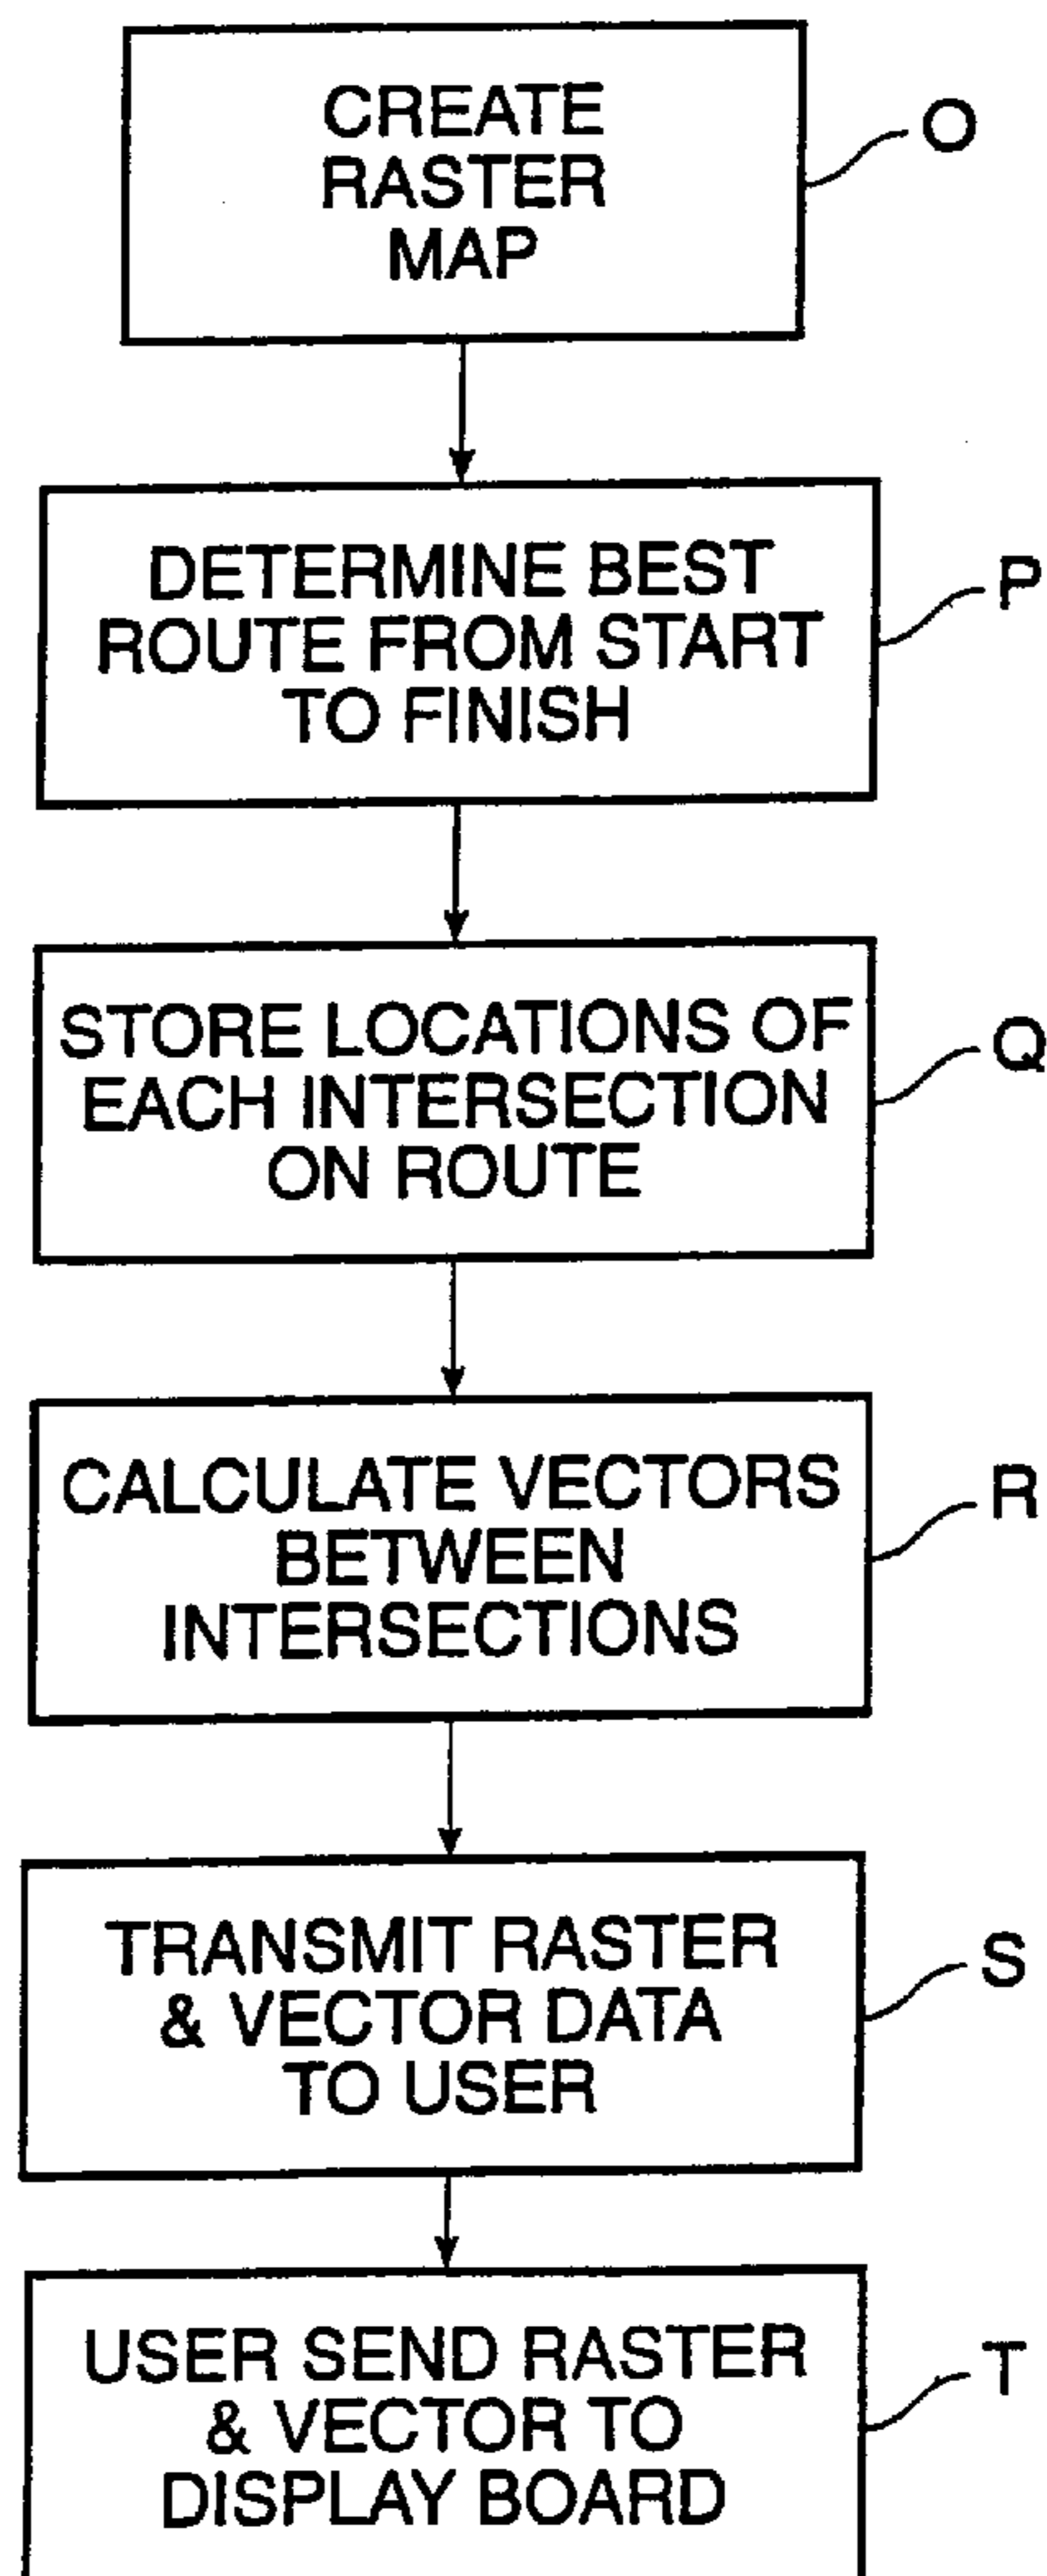 CREATE
RASTER
MAP
O
DETERMINE BEST
ROUTE FROM START
TO FINISH
P
STORE LOCATIONS OF
EACH INTERSECTION
ON ROUTE
Q
CALCULATE VECTORS
BETWEEN
INTERSECTIONS
R
TRANSMIT RASTER
& VECTOR DATA
TO USER
S
USER SEND RASTER
& VECTOR TO
DISPLAY BOARD
T